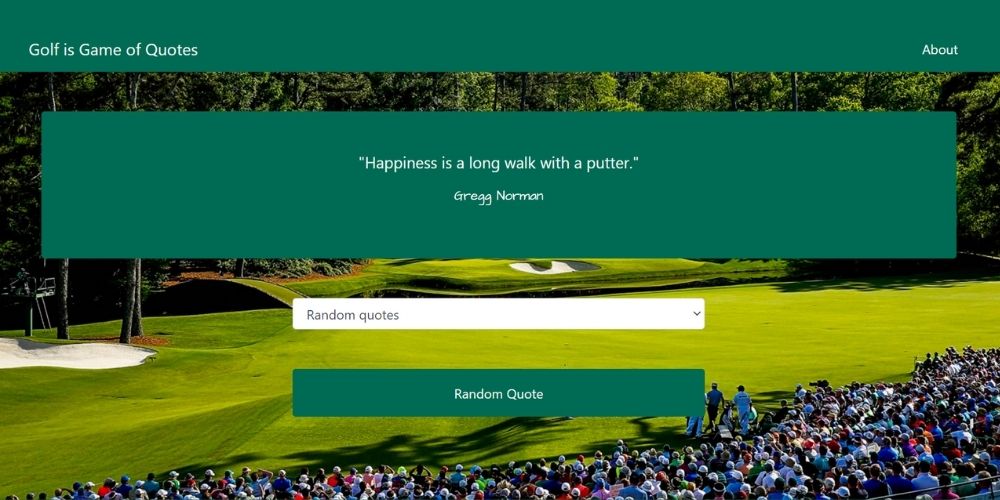 Golf is Game of Quotes
About
"Happiness is a long walk with a putter."
Gregg Norman
Random quotes
Random Quote